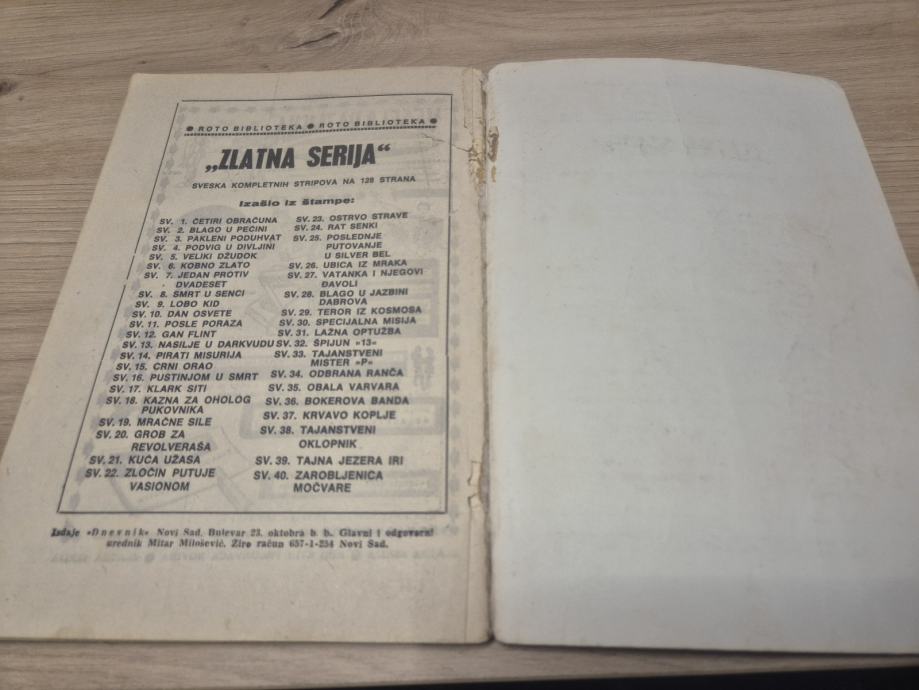 ● ROTO BIBLIOTEKA ● ROTO BIBLIOTEKA ●
„ZLATNA SERIJA“
SVESKA KOMPLETNIH STRIPOVA NA 128 STRANA
Izašlo iz štampe:
SV. 1. ČETIRI OBRAČUNA
SV. 2. BLAGO U PEĆINI
SV. 3. PAKLENI PODUHVAT
SV. 4. PODVIG U DIVLJINI
SV. 5. VELIKI DŽUDOK
SV. 6. KOBNO ZLATO
SV. 7. JEDAN PROTIV
DVADESET
SV. 8. SMRT U SENCI
SV. 9. LOBO KID
SV. 10. DAN OSVETE
SV. 11. POSLE PORAZA
SV. 12. GAN FLINT
SV. 13. NASILJE U DARKVUDU
SV. 14. PIRATI MISURIJA
SV. 15. CRNI ORAO
SV. 16. PUSTINJOM U SMRT
SV. 17. KLARK SITI
SV. 18. KAZNA ZA OHOLOG
PUKOVNIKA
SV. 19. MRAČNE SILE
SV. 20. GROB ZA
REVOLVERAŠA
SV. 21. KUĆA UŽASA
SV. 22. ZLOČIN PUTUJE
VASIONOM
SV. 23. OSTRVO STRAVE
SV. 24. RAT SENKI
SV. 25. POSLEDNJE
PUTOVANJE
U SILVER BEL
SV. 26. UBICA IZ MRAKA
SV. 27. VATANKA I NJEGOVI
ĐAVOLI
SV. 28. BLAGO U JAZBINI
DABROVA
SV. 29. TEROR IZ KOSMOSA
SV. 30. SPECIJALNA MISIJA
SV. 31. LAŽNA OPTUŽBA
SV. 32. ŠPIJUN »13«
SV. 33. TAJANSTVENI
MISTER »P«
SV. 34. ODBRANA RANČA
SV. 35. OBALA VARVARA
SV. 36. BOKEROVA BANDA
SV. 37. KRVAVO KOPLJE
SV. 38. TAJANSTVENI
OKLOPNIK
SV. 39. TAJNA JEZERA IRI
SV. 40. ZAROBLJENICA
MOČVARE
Izdaje »Dnevnik« Novi Sad, Bulevar 23. oktobra b. b., Glavni i odgovorni
urednik Mitar Milošević. Žiro račun 657-1-254 Novi Sad.